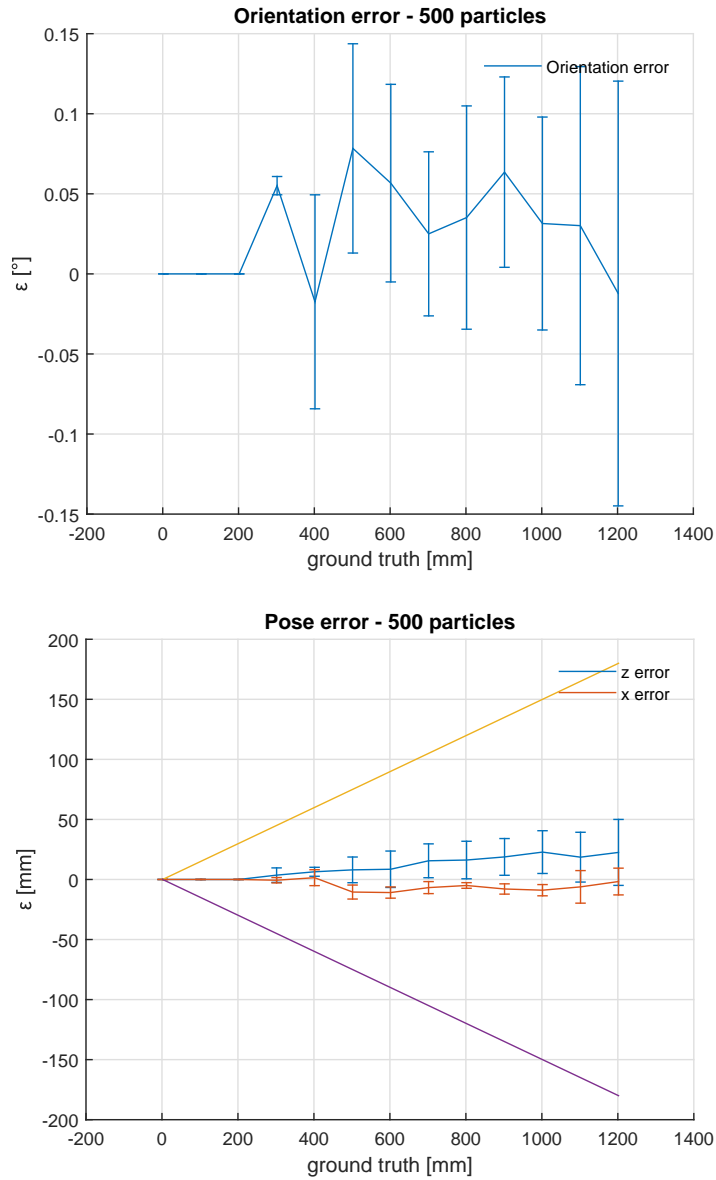 Orientation error - 500 particles
0.15
0.1
0.05
0
-0.05
-0.1
-0.15
ε [°]
Orientation error
-200 0 200 400 600 800 1000 1200 1400
ground truth [mm]
Pose error - 500 particles
200
150
100
50
0
-50
-100
-150
-200
ε [mm]
z error
x error
-200 0 200 400 600 800 1000 1200 1400
ground truth [mm]